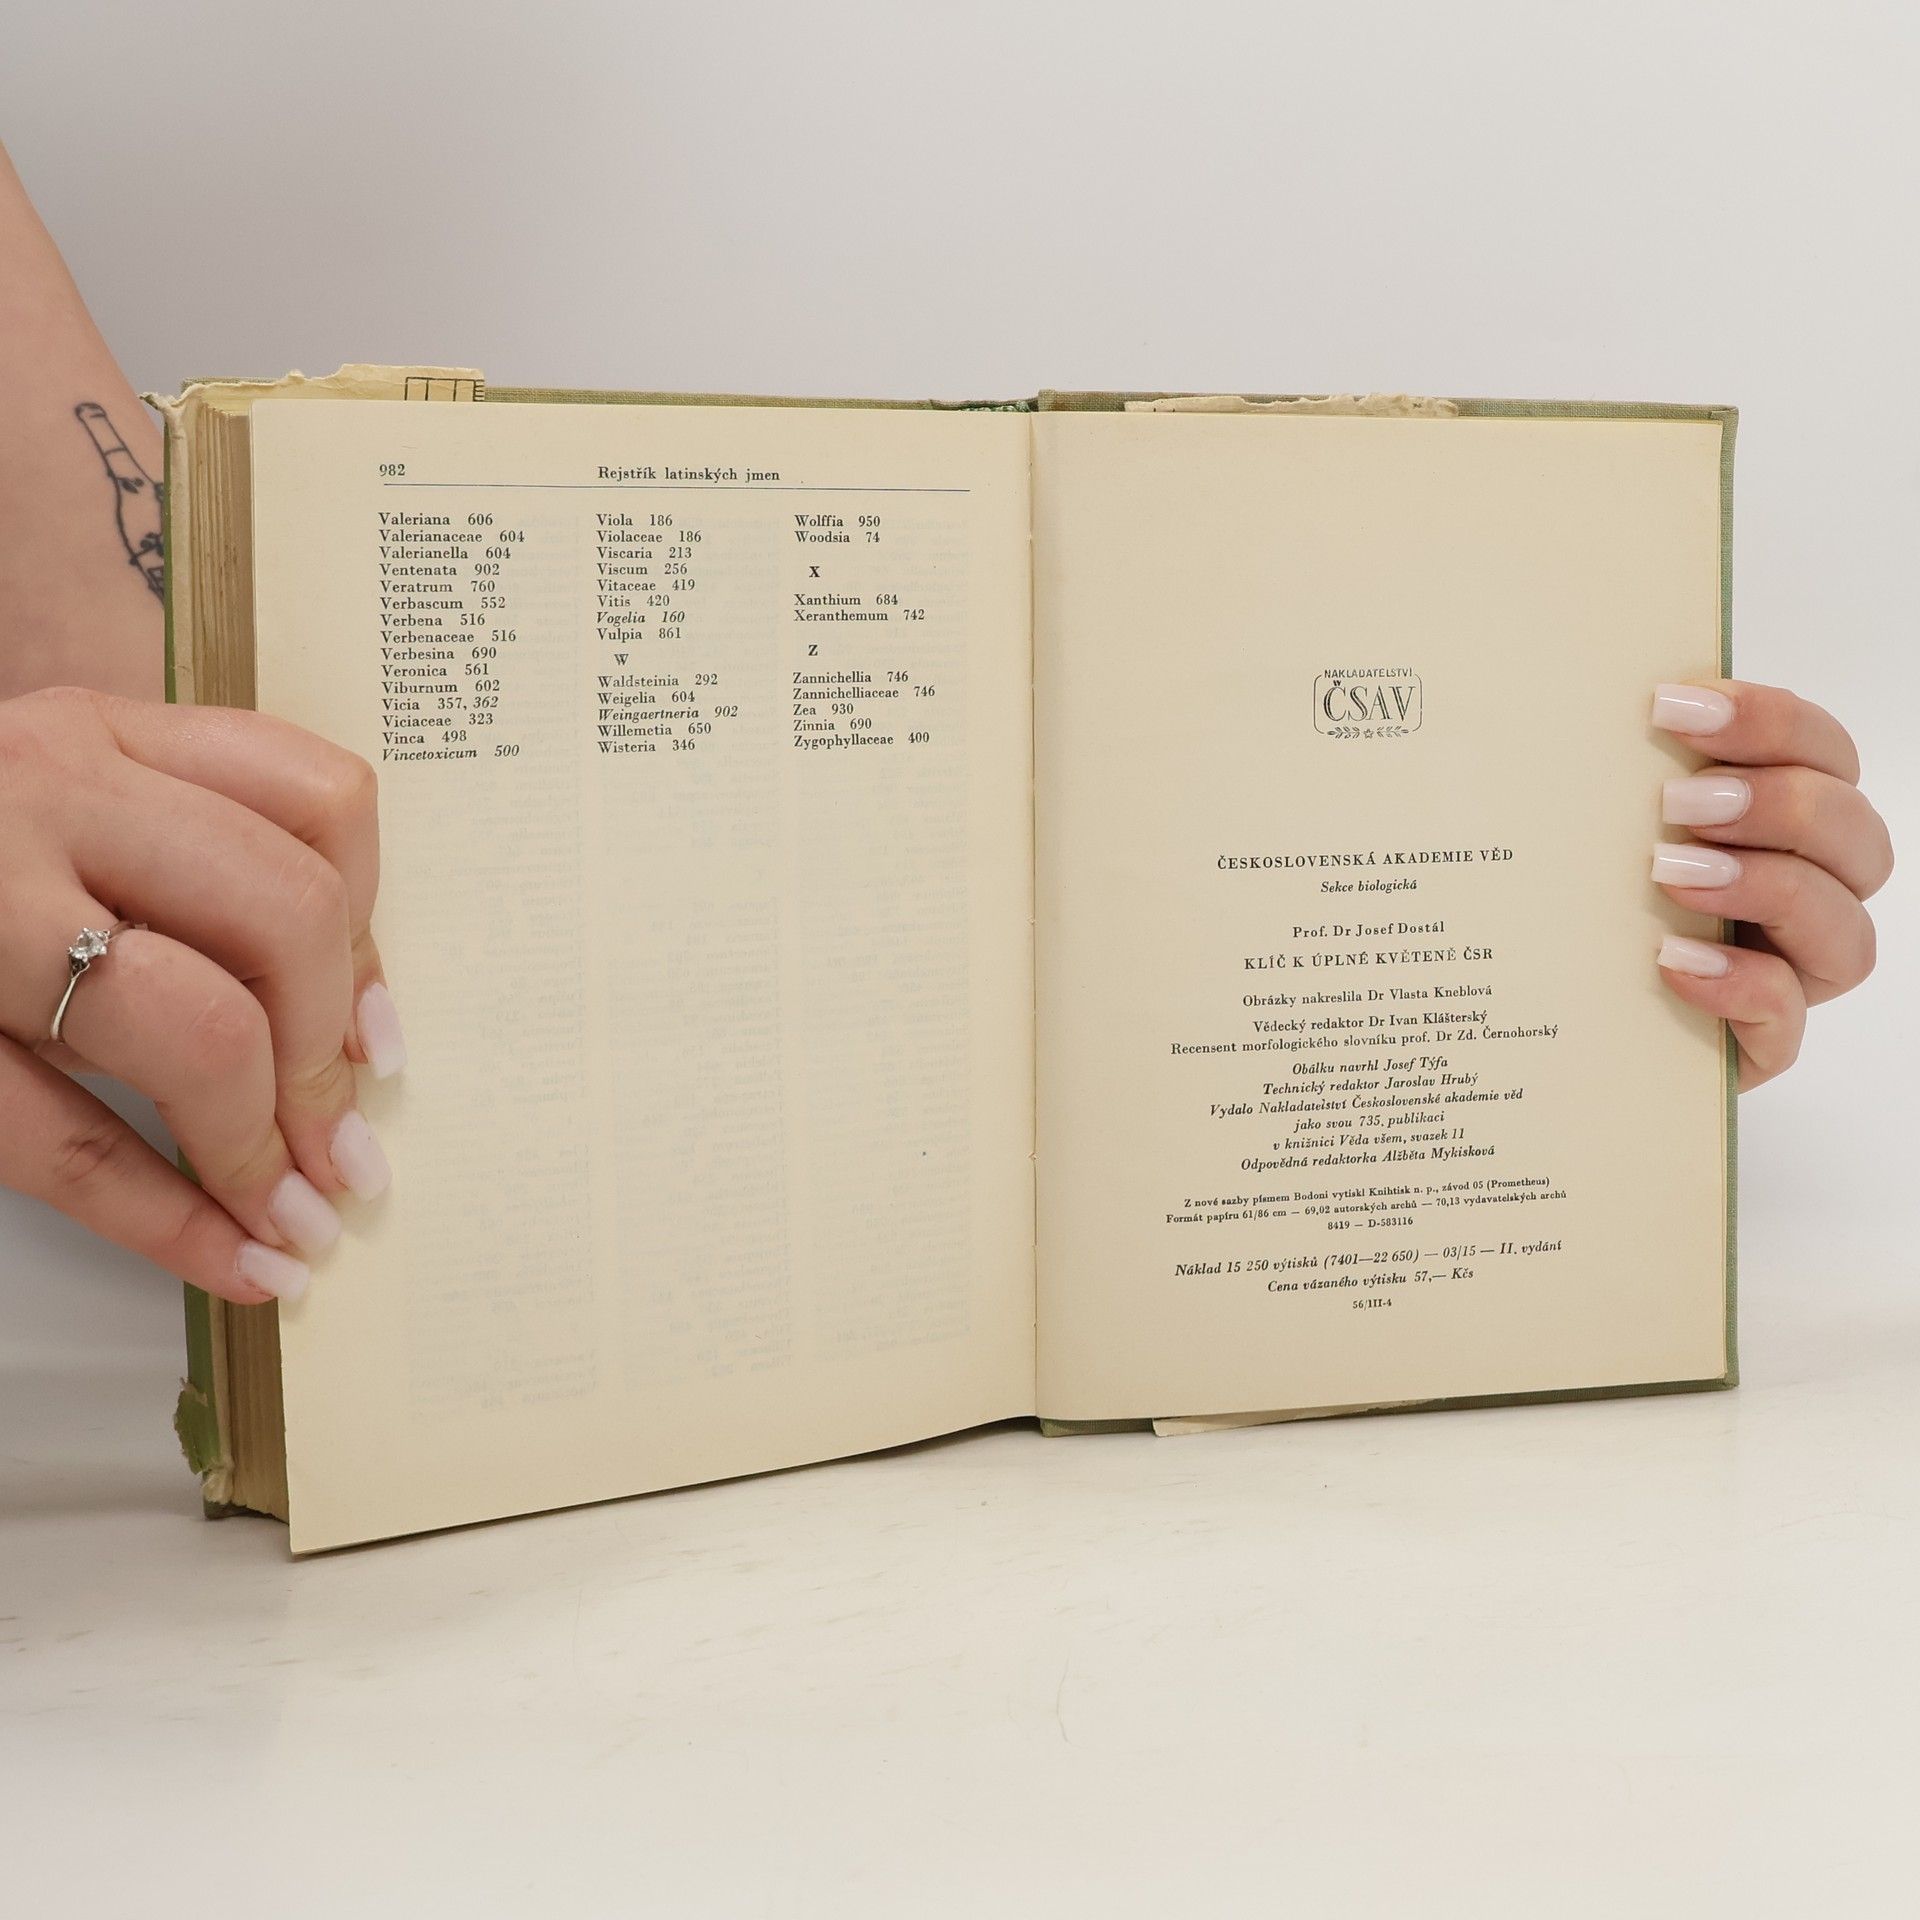 982 Rejstřík latinských jmen
Valeriana 606
Valerianaceae 604
Valerianella 604
Ventenata 902
Veratrum 760
Verbascum 552
Verbena 516
Verbenaceae 516
Verbesina 690
Veronica 561
Viburnum 602
Vicia 357, 362
Viciaceae 323
Vinca 498
Vincetoxicum 500
Viola 186
Violaceae 186
Viscaria 213
Viscum 256
Vitaceae 419
Vitis 420
Vogelia 160
Vulpia 861
W
Waldsteinia 292
Weigelia 604
Weingaertneria 902
Willemetia 650
Wisteria 346
Wolffia 950
Woodsia 74
X
Xanthium 684
Xeranthemum 742
Z
Zannichellia 746
Zannichelliaceae 746
Zea 930
Zinnia 690
Zygophyllaceae 400
NAKLADATELSTVÍ
ČSAV
ČESKOSLOVENSKÁ AKADEMIE VĚD
Sekce biologická
Prof. Dr Josef Dostál
KLÍČ K ÚPLNÉ KVĚTENĚ ČSR
Obrázky nakreslila Dr Vlasta Kneblová
Vědecký redaktor Dr Ivan Klášterský
Recensent morfologického slovníku prof. Dr Zd. Černohorský
Obálku navrhl Josef Týfa
Technický redaktor Jaroslav Hrubý
Vydalo Nakladatelství Československé akademie věd
jako svou 735. publikaci
v knižnici Věda všem, svazek 11
Odpovědná redaktorka Alžběta Mykisková
Z nové sazby písmem Bodoni vytiskl Knihtisk n. p., závod 05 (Prometheus)
Formát papíru 61/86 cm — 69,02 autorských archů — 70,13 vydavatelských archů
8419 — D-583116
Náklad 15 250 výtisků (7401—22 650) — 03/15 — II. vydání
Cena vázaného výtisku 57,— Kčs
56/III-4